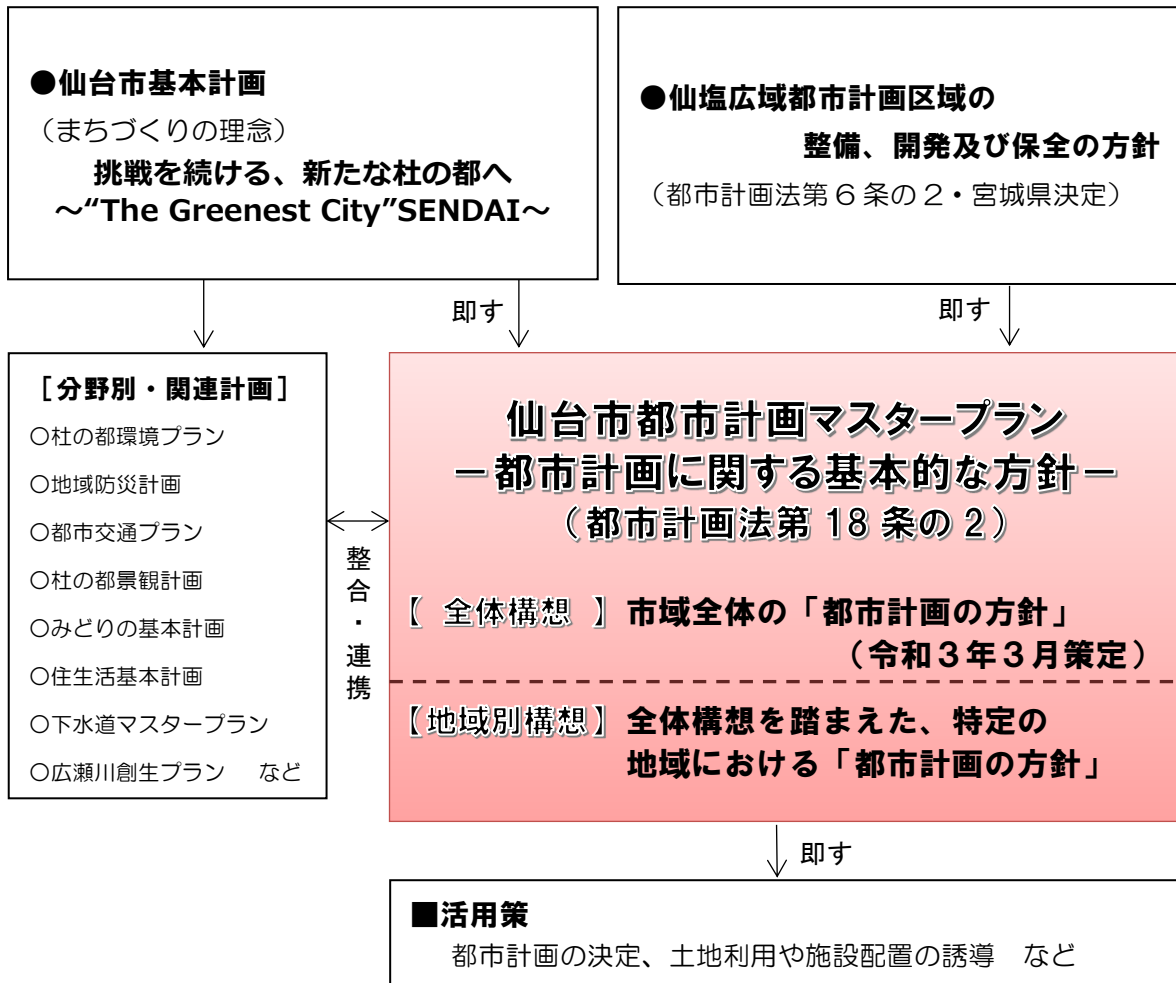 ●仙台市基本計画
（まちづくりの理念）
挑戦を続ける、新たな杜の都へ
～“The Greenest City”SENDAI～
●仙塩広域都市計画区域の
整備、開発及び保全の方針
（都市計画法第６条の２・宮城県決定）
即す
即す
［分野別・関連計画］
○杜の都環境プラン
○地域防災計画
○都市交通プラン
○杜の都景観計画
○みどりの基本計画
○住生活基本計画
○下水道マスタープラン
○広瀬川創生プラン　など
整合・連携
仙台市都市計画マスタープラン
－都市計画に関する基本的な方針－
（都市計画法第 18 条の２）
【 全体構想 】市域全体の「都市計画の方針」
（令和３年３月策定）
【地域別構想】全体構想を踏まえた、特定の
地域における「都市計画の方針」
即す
■活用策
都市計画の決定、土地利用や施設配置の誘導　など